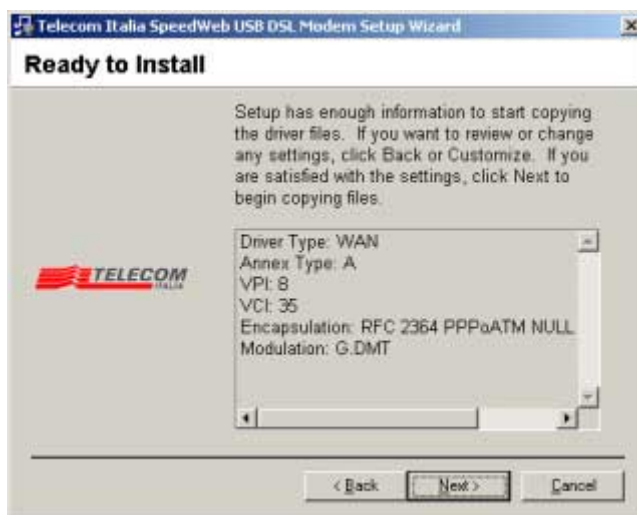 Telecom Italia SpeedWeb USB DSL Modem Setup Wizard
Ready to Install
Setup has enough information to start copying
the driver files. If you want to review or change
any settings, click Back or Customize. If you
are satisfied with the settings, click Next to
begin copying files.
Driver Type: WAN
Annex Type: A
VPI: 8
VCI: 35
Encapsulation: RFC 2364 PPPoATM NULL
Modulation: G.DMT
TELECOM
ITALIA
< Back
Next >
Cancel